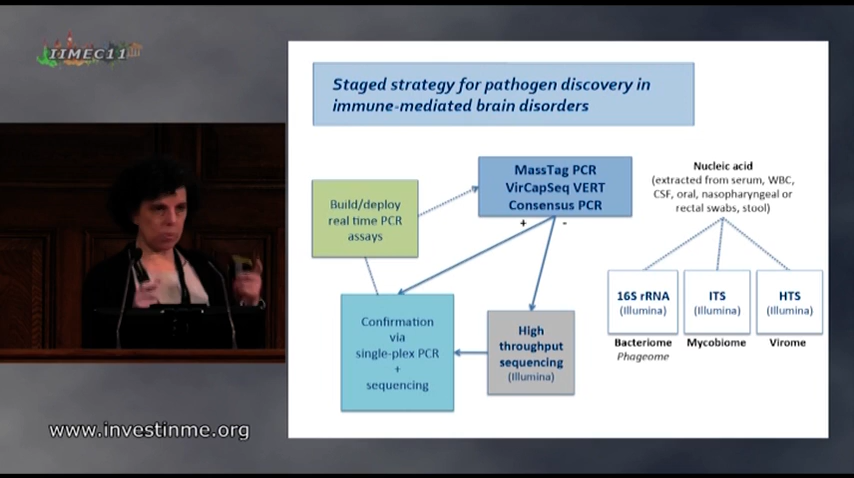 IIMEC11
Staged strategy for pathogen discovery in
immune-mediated brain disorders
MassTag PCR
VirCapSeq VERT
Consensus PCR
Build/deploy
real time PCR
assays
+ -
Confirmation
via
single-plex PCR
+
sequencing
High
throughput
sequencing
(Illumina)
Nucleic acid
(extracted from serum, WBC,
CSF, oral, nasopharyngeal or
rectal swabs, stool)
16S rRNA
(Illumina)
ITS
(Illumina)
HTS
(Illumina)
Bacteriome
Phageome
Mycobiome
Virome
www.investinme.org